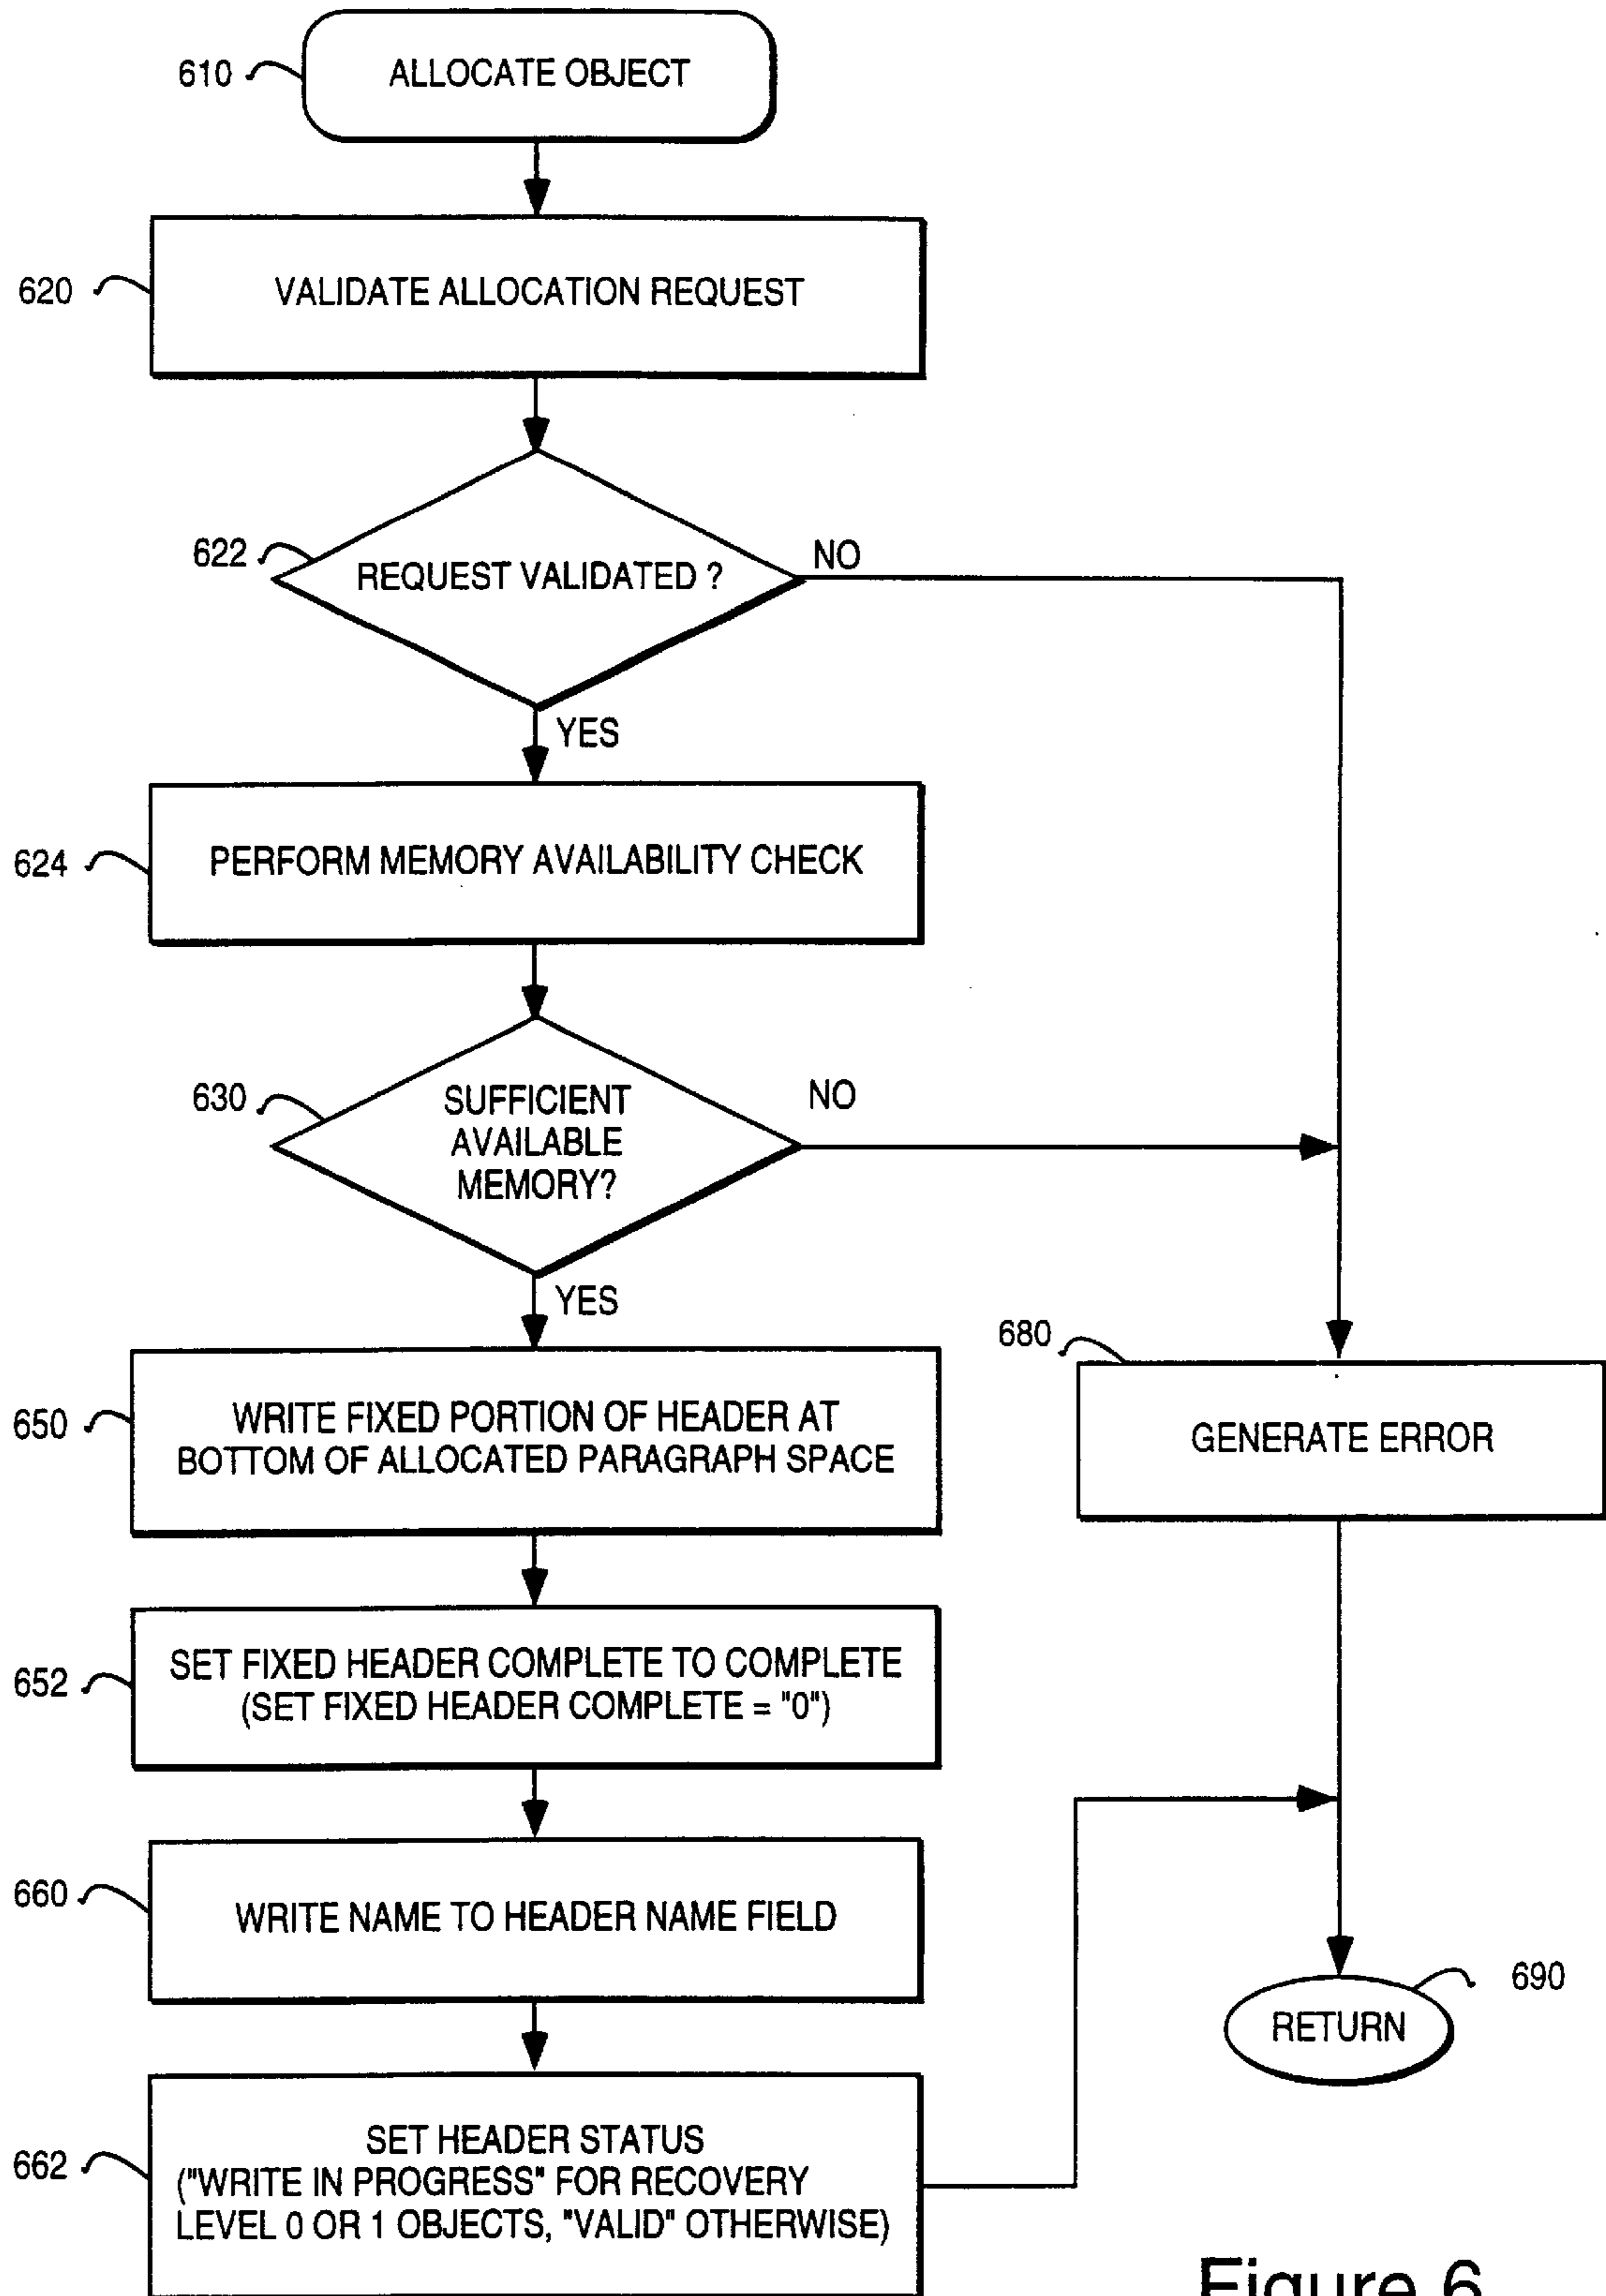 610
ALLOCATE OBJECT
620
VALIDATE ALLOCATION REQUEST
622
REQUEST VALIDATED ?
NO
YES
624
PERFORM MEMORY AVAILABILITY CHECK
630
SUFFICIENT
AVAILABLE
MEMORY?
NO
YES
650
WRITE FIXED PORTION OF HEADER AT
BOTTOM OF ALLOCATED PARAGRAPH SPACE
680
GENERATE ERROR
652
SET FIXED HEADER COMPLETE TO COMPLETE
(SET FIXED HEADER COMPLETE = "0")
660
WRITE NAME TO HEADER NAME FIELD
690
RETURN
662
SET HEADER STATUS
("WRITE IN PROGRESS" FOR RECOVERY
LEVEL 0 OR 1 OBJECTS, "VALID" OTHERWISE)
Figure 6